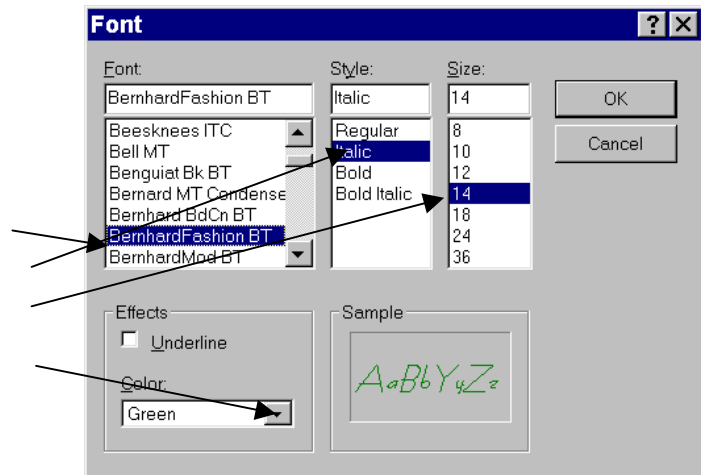 Font
Font:
BernhardFashion BT
Beesknees ITC
Bell MT
Benguiat Bk BT
Bernard MT Condense
Bernhard BdCn BT
BernhardFashion BT
BernhardMod BT
Style:
Italic
Regular
Italic
Bold
Bold Italic
Size:
14
8
10
12
14
18
24
36
OK
Cancel
Effects
Underline
Color:
Green
Sample
AaBbYyZz